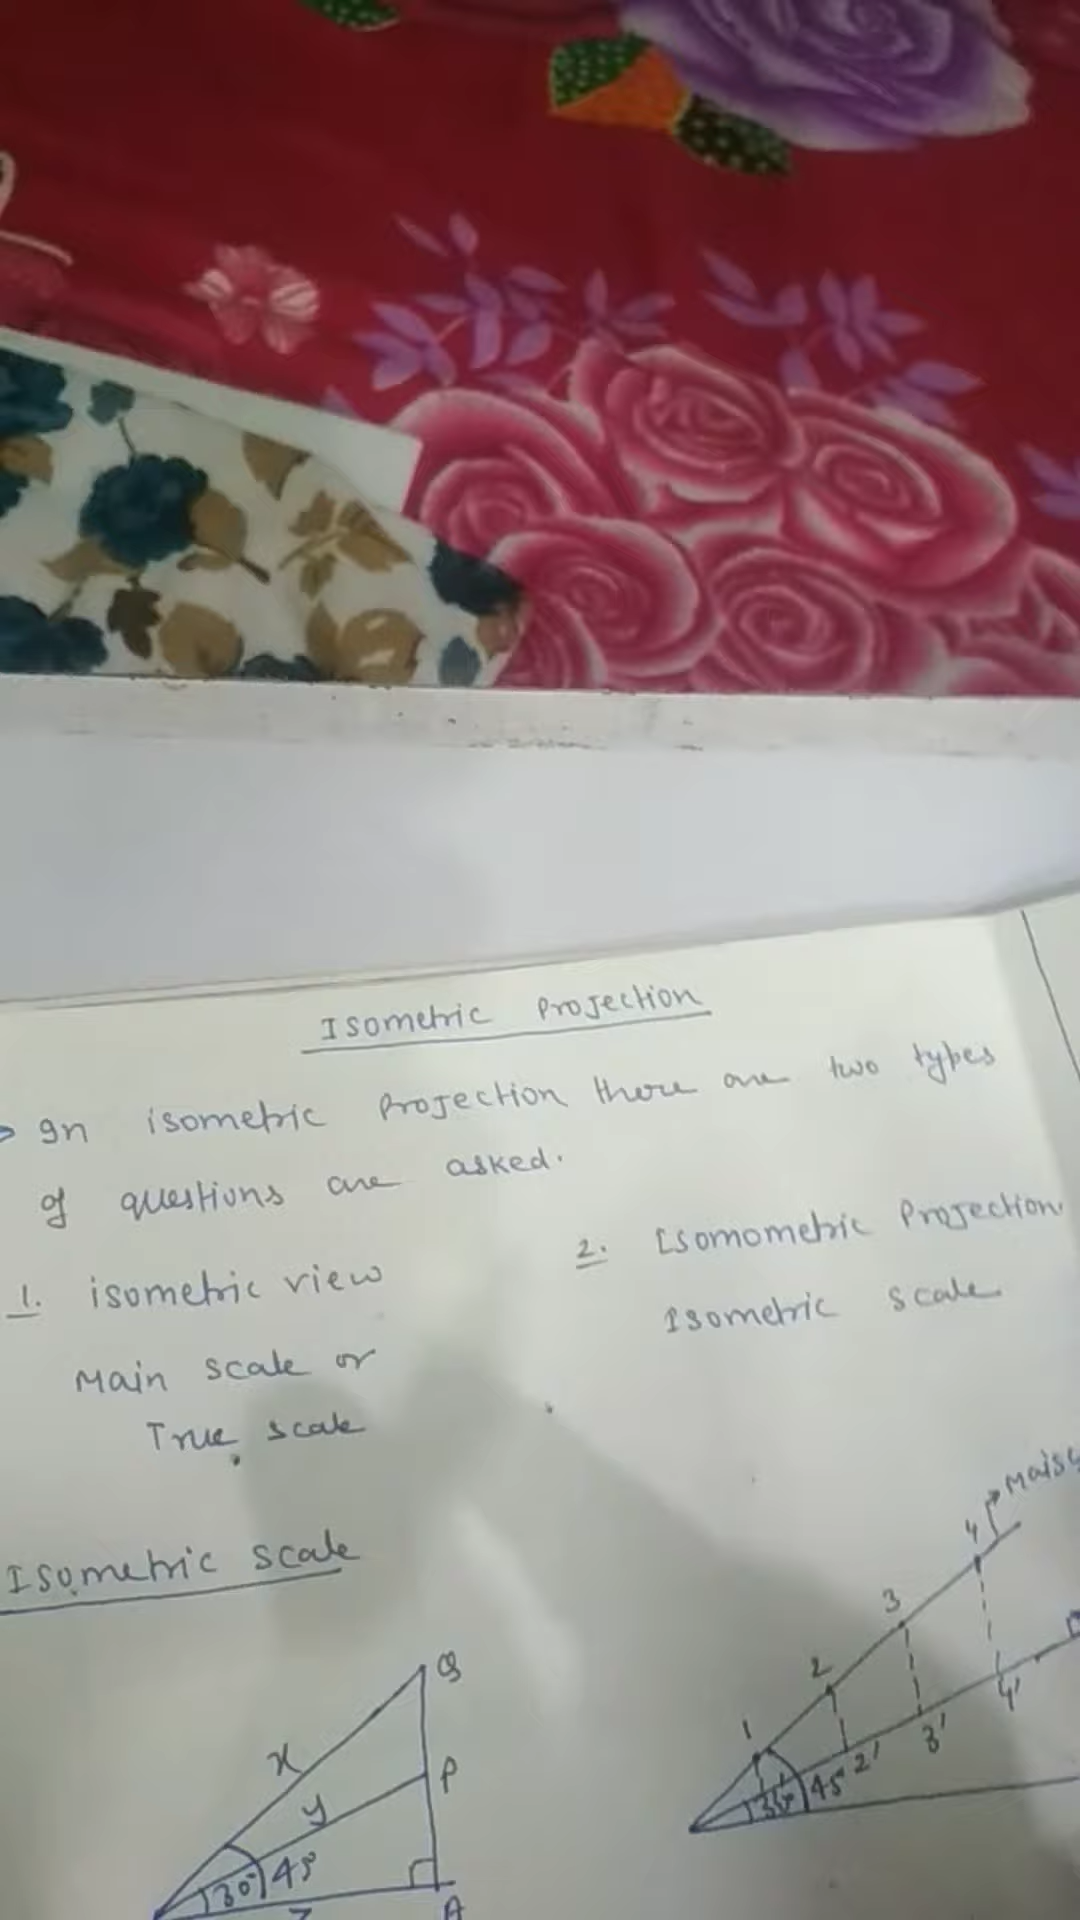 Isometric Projection
In isometric Projection there are two types
of questions are asked.
1. isometric view
Main scale or
True scale
2. Isomometric Projection
Isometric scale
Isometric scale
Q
x
P
y
30° 45°
A
4
3
2
1
4'
3'
2'
45°